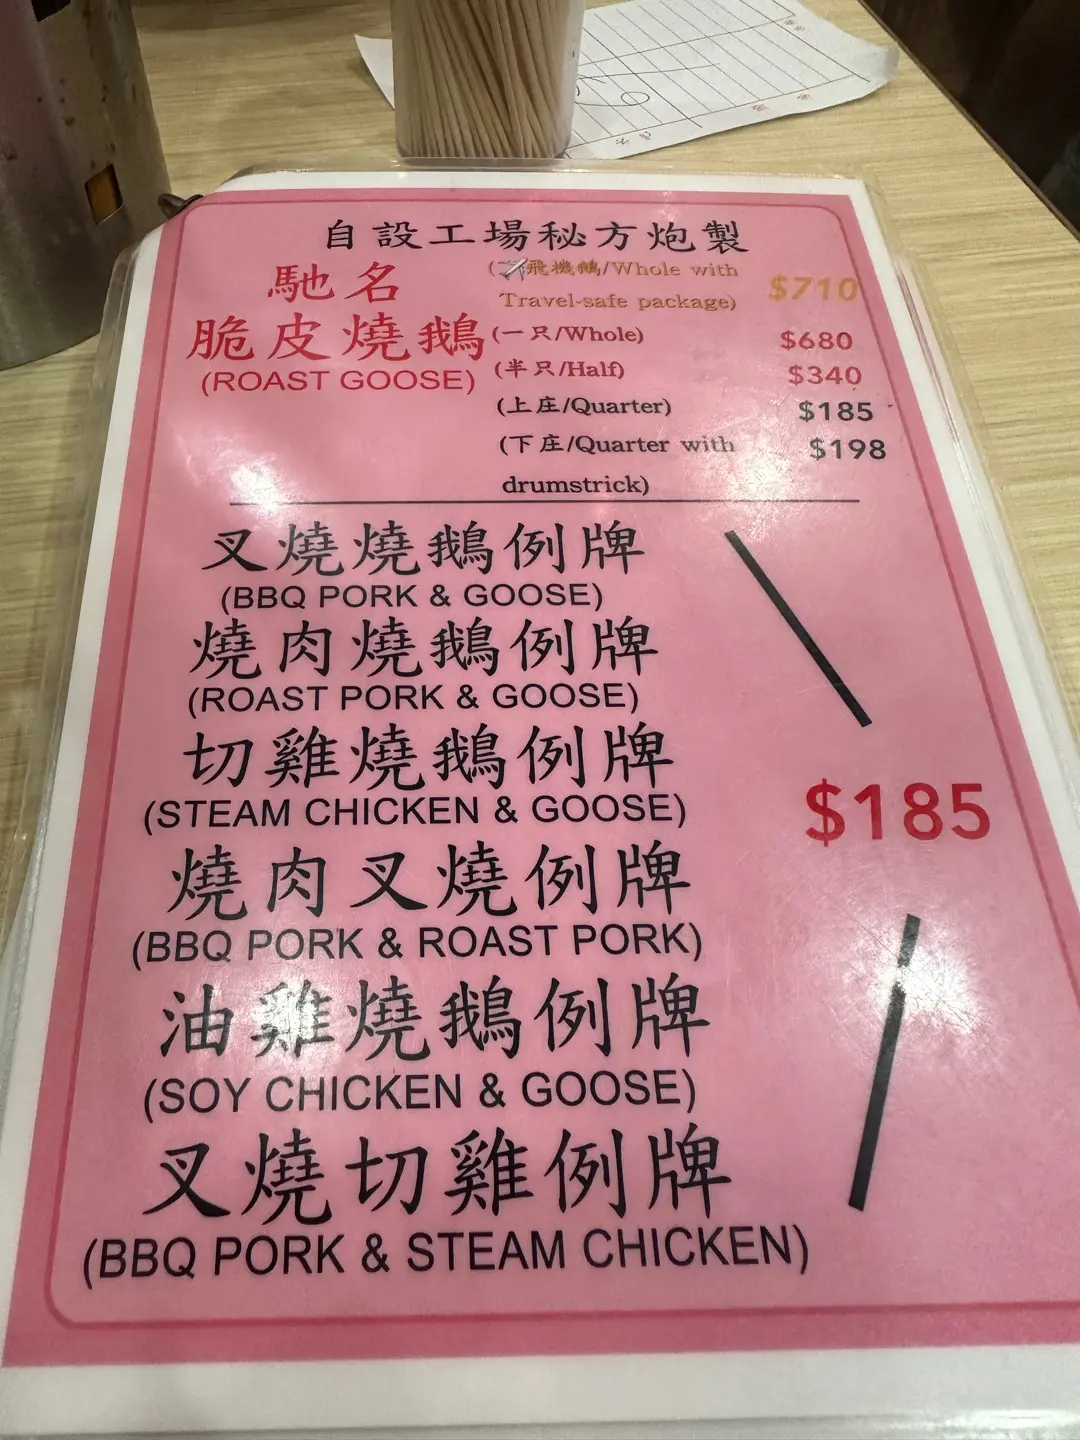 自設工場秘方炮製
馳名
脆皮燒鵝
(ROAST GOOSE)
(飛機鵝/Whole with
Travel-safe package) $710
(一只/Whole) $680
(半只/Half) $340
(上庄/Quarter) $185
(下庄/Quarter with $198
drumstrick)
叉燒燒鵝例牌
(BBQ PORK & GOOSE)
燒肉燒鵝例牌
(ROAST PORK & GOOSE)
切雞燒鵝例牌
(STEAM CHICKEN & GOOSE)
$185
燒肉叉燒例牌
(BBQ PORK & ROAST PORK)
油雞燒鵝例牌
(SOY CHICKEN & GOOSE)
叉燒切雞例牌
(BBQ PORK & STEAM CHICKEN)